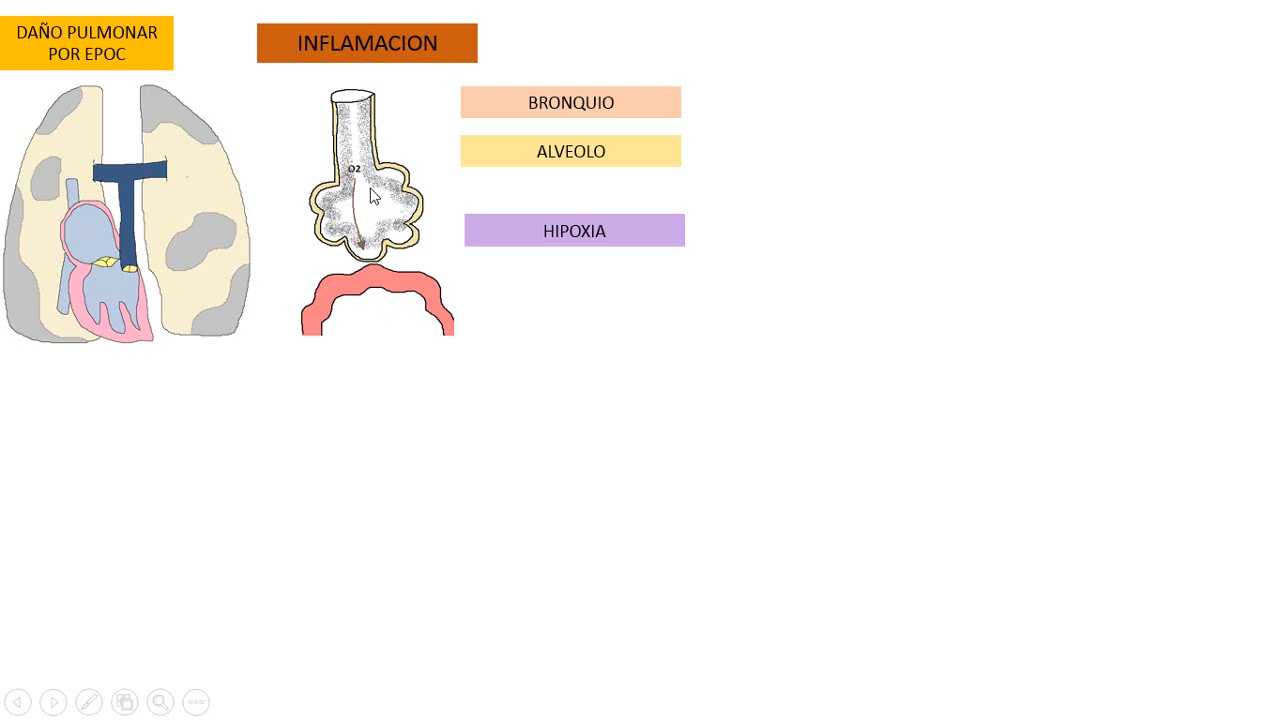 DAÑO PULMONAR
POR EPOC
INFLAMACION
BRONQUIO
ALVEOLO
O2
HIPOXIA